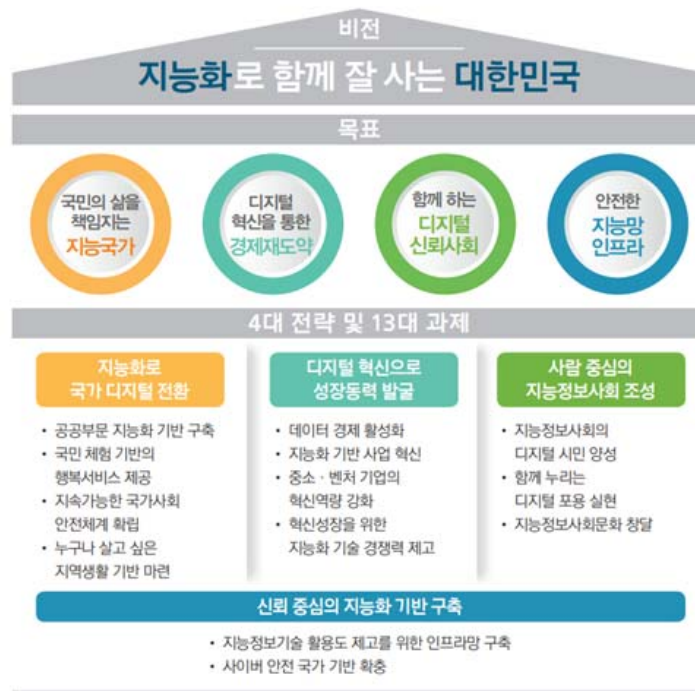 비전
지능화로 함께 잘 사는 대한민국
목표
국민의 삶을
책임지는
지능국가
디지털
혁신을 통한
경제재도약
함께 하는
디지털
신뢰사회
안전한
지능망
인프라
4대 전략 및 13대 과제
지능화로
국가 디지털 전환
• 공공부문 지능화 기반 구축
• 국민 체험 기반의
행복서비스 제공
• 지속가능한 국가사회
안전체계 확립
• 누구나 살고 싶은
지역생활 기반 마련
디지털 혁신으로
성장동력 발굴
• 데이터 경제 활성화
• 지능화 기반 사업 혁신
• 중소 · 벤처 기업의
혁신역량 강화
• 혁신성장을 위한
지능화 기술 경쟁력 제고
사람 중심의
지능정보사회 조성
• 지능정보사회의
디지털 시민 양성
• 함께 누리는
디지털 포용 실현
• 지능정보사회문화 창달
신뢰 중심의 지능화 기반 구축
• 지능정보기술 활용도 제고를 위한 인프라망 구축
• 사이버 안전 국가 기반 확충